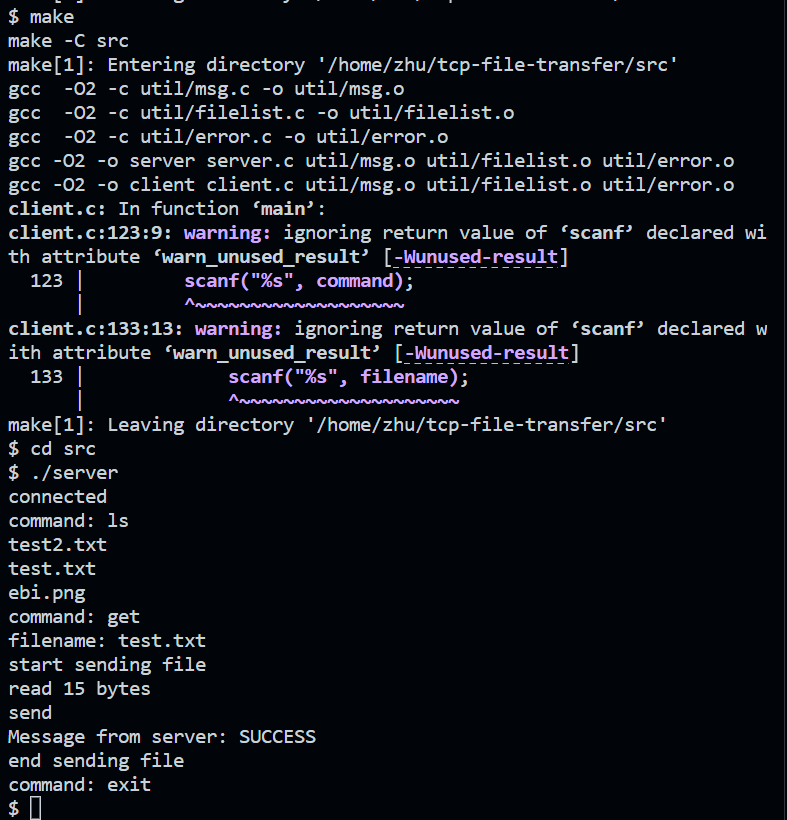 $ make
make -C src
make[1]: Entering directory '/home/zhu/tcp-file-transfer/src'
gcc  -O2 -c util/msg.c -o util/msg.o
gcc  -O2 -c util/filelist.c -o util/filelist.o
gcc  -O2 -c util/error.c -o util/error.o
gcc -O2 -o server server.c util/msg.o util/filelist.o util/error.o
gcc -O2 -o client client.c util/msg.o util/filelist.o util/error.o
client.c: In function ‘main’:
client.c:123:9: warning: ignoring return value of ‘scanf’ declared wi
th attribute ‘warn_unused_result’ [-Wunused-result]
  123 |         scanf("%s", command);
      |         ^~~~~~~~~~~~~~~~~~~~
client.c:133:13: warning: ignoring return value of ‘scanf’ declared w
ith attribute ‘warn_unused_result’ [-Wunused-result]
  133 |             scanf("%s", filename);
      |             ^~~~~~~~~~~~~~~~~~~~~
make[1]: Leaving directory '/home/zhu/tcp-file-transfer/src'
$ cd src
$ ./server
connected
command: ls
test2.txt
test.txt
ebi.png
command: get
filename: test.txt
start sending file
read 15 bytes
send
Message from server: SUCCESS
end sending file
command: exit
$